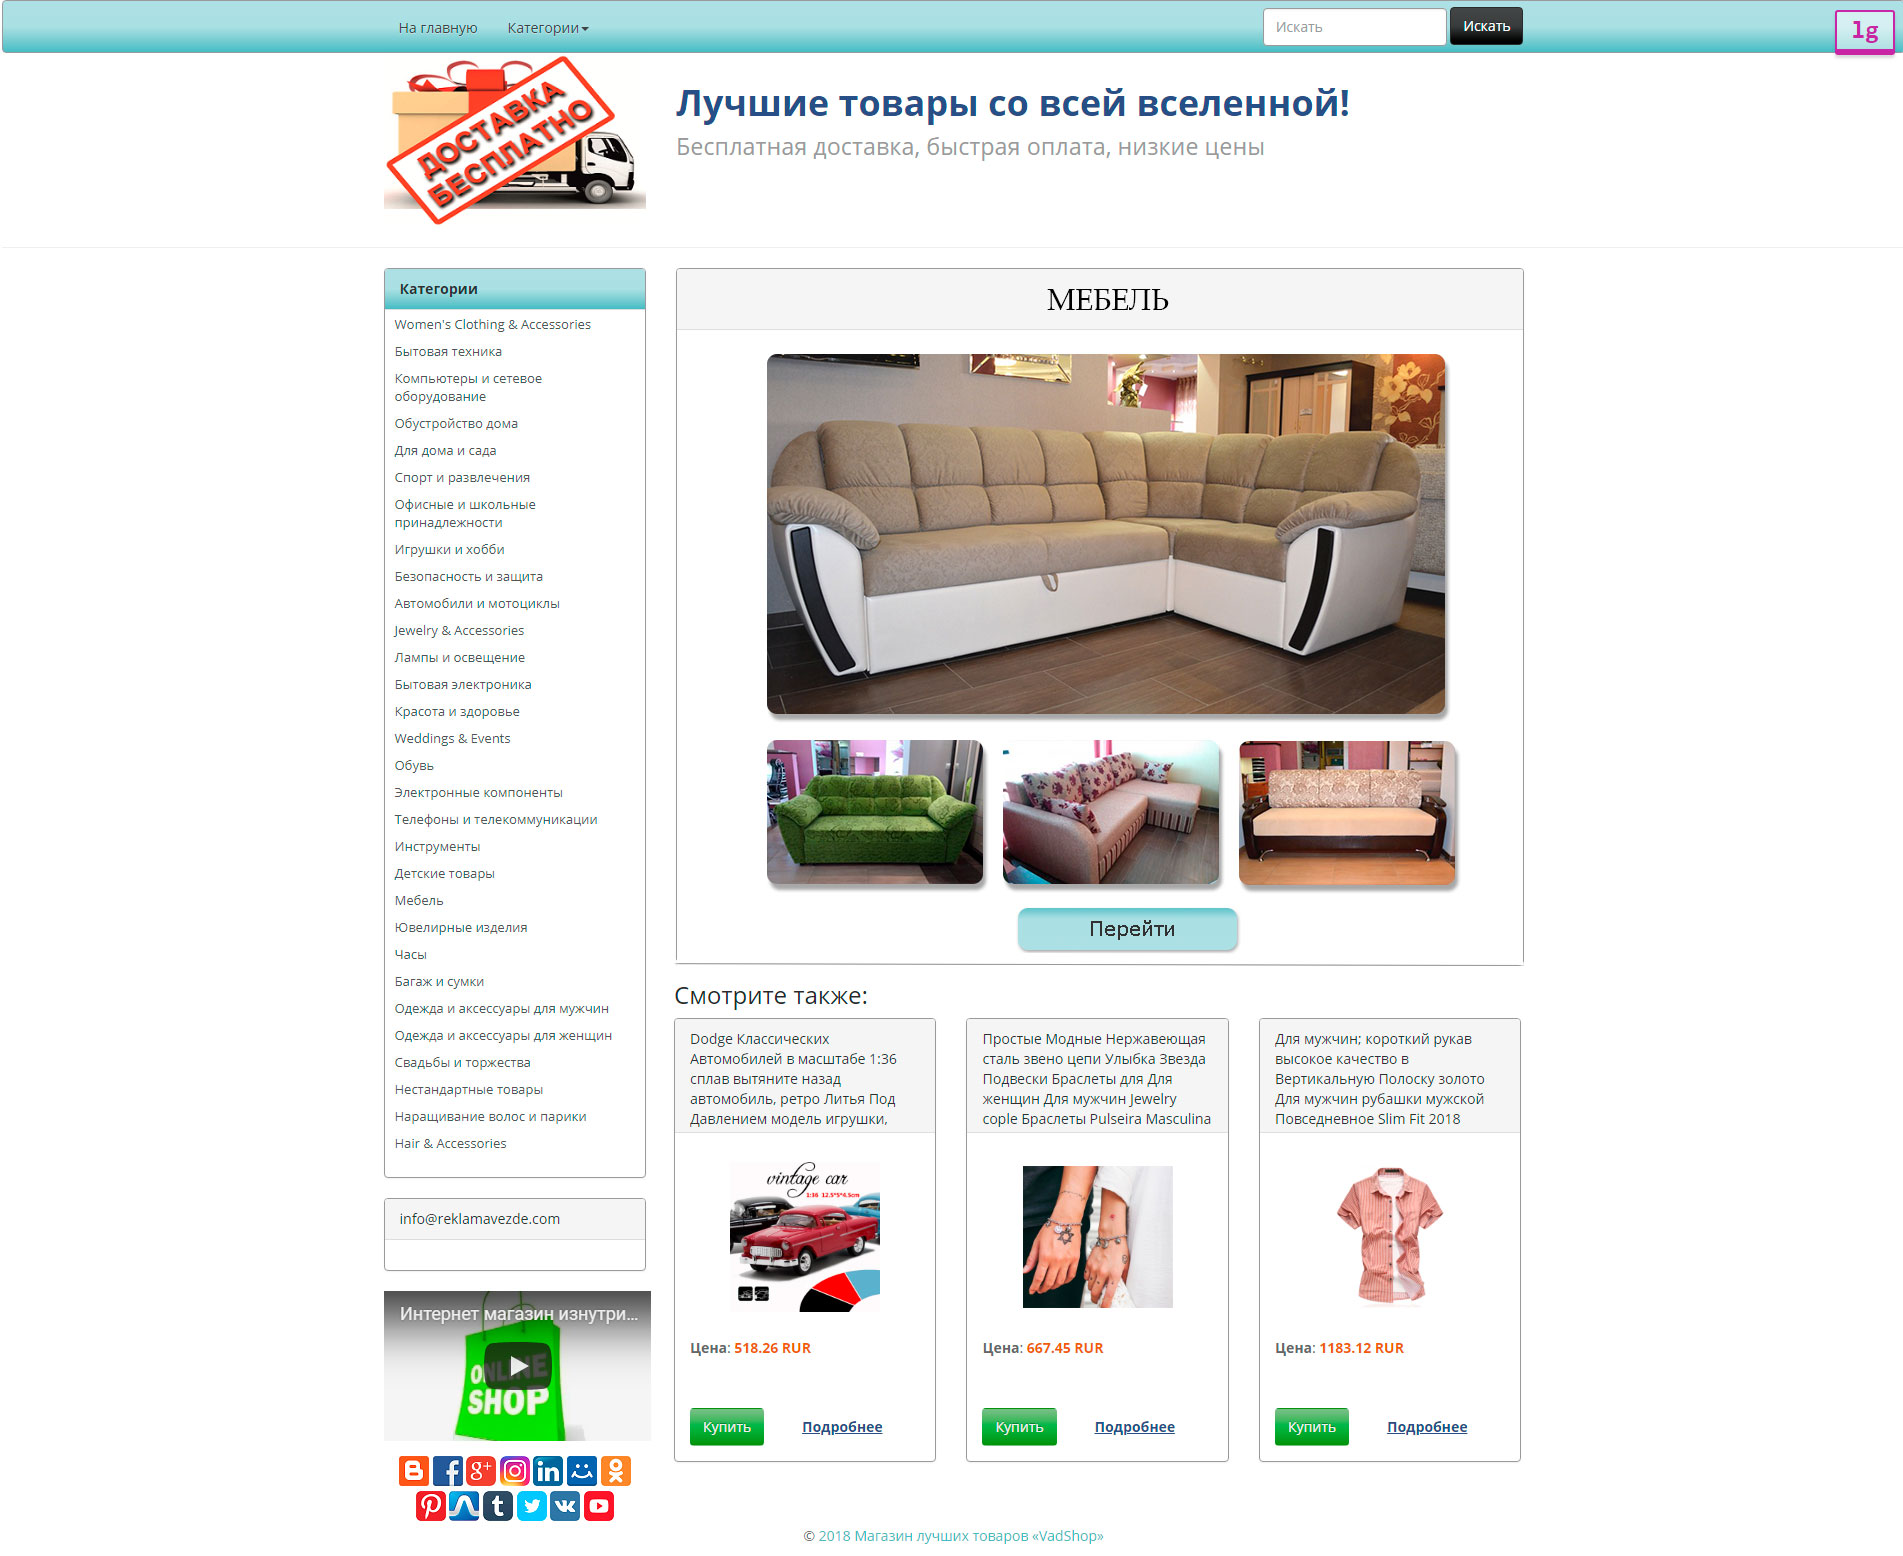 На главную
Категории
Искать
Искать
lg
ДОСТАВКА
БЕСПЛАТНО
Лучшие товары со всей вселенной!
Бесплатная доставка, быстрая оплата, низкие цены
Категории
Women's Clothing & Accessories
Бытовая техника
Компьютеры и сетевое
оборудование
Обустройство дома
Для дома и сада
Спорт и развлечения
Офисные и школьные
принадлежности
Игрушки и хобби
Безопасность и защита
Автомобили и мотоциклы
Jewelry & Accessories
Лампы и освещение
Бытовая электроника
Красота и здоровье
Weddings & Events
Обувь
Электронные компоненты
Телефоны и телекоммуникации
Инструменты
Детские товары
Мебель
Ювелирные изделия
Часы
Багаж и сумки
Одежда и аксессуары для мужчин
Одежда и аксессуары для женщин
Свадьбы и торжества
Нестандартные товары
Наращивание волос и парики
Hair & Accessories
info@reklamavezde.com
Интернет магазин изнутри...
ONLINE
SHOP
МЕБЕЛЬ
Перейти
Смотрите также:
Dodge Классических
Автомобилей в масштабе 1:36
сплав вытяните назад
автомобиль, ретро Литья Под
Давлением модель игрушки,
vintage car
1:36 12.5*5*4.5cm
Цена: 518.26 RUR
Купить
Подробнее
Простые Модные Нержавеющая
сталь звено цепи Улыбка Звезда
Подвески Браслеты для Для
женщин Для мужчин Jewelry
cople Браслеты Pulseira Masculina
Цена: 667.45 RUR
Купить
Подробнее
Для мужчин; короткий рукав
высокое качество в
Вертикальную Полоску золото
Для мужчин рубашки мужской
Повседневное Slim Fit 2018
Цена: 1183.12 RUR
Купить
Подробнее
© 2018 Магазин лучших товаров «VadShop»